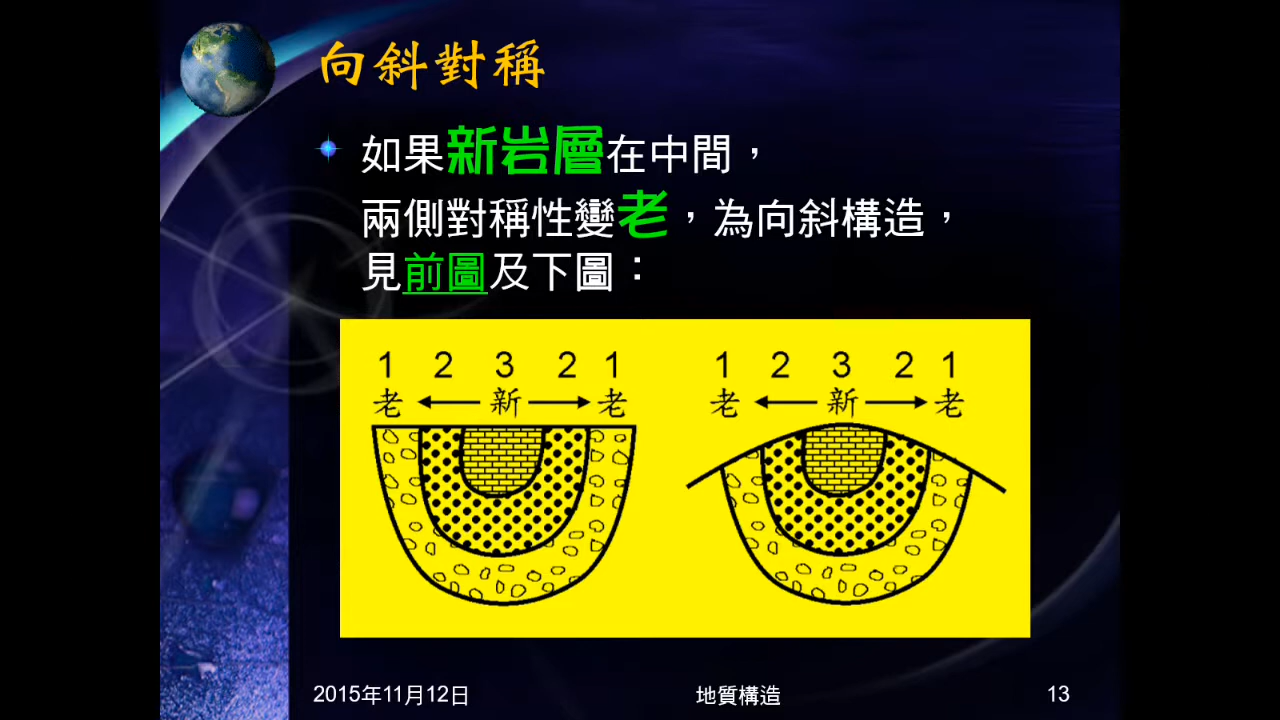 向斜對稱
如果新岩層在中間，
兩側對稱性變老，為向斜構造，
見前圖及下圖：
1 2 3 2 1
老 新 老
1 2 3 2 1
老 新 老
2015年11月12日
地質構造
13